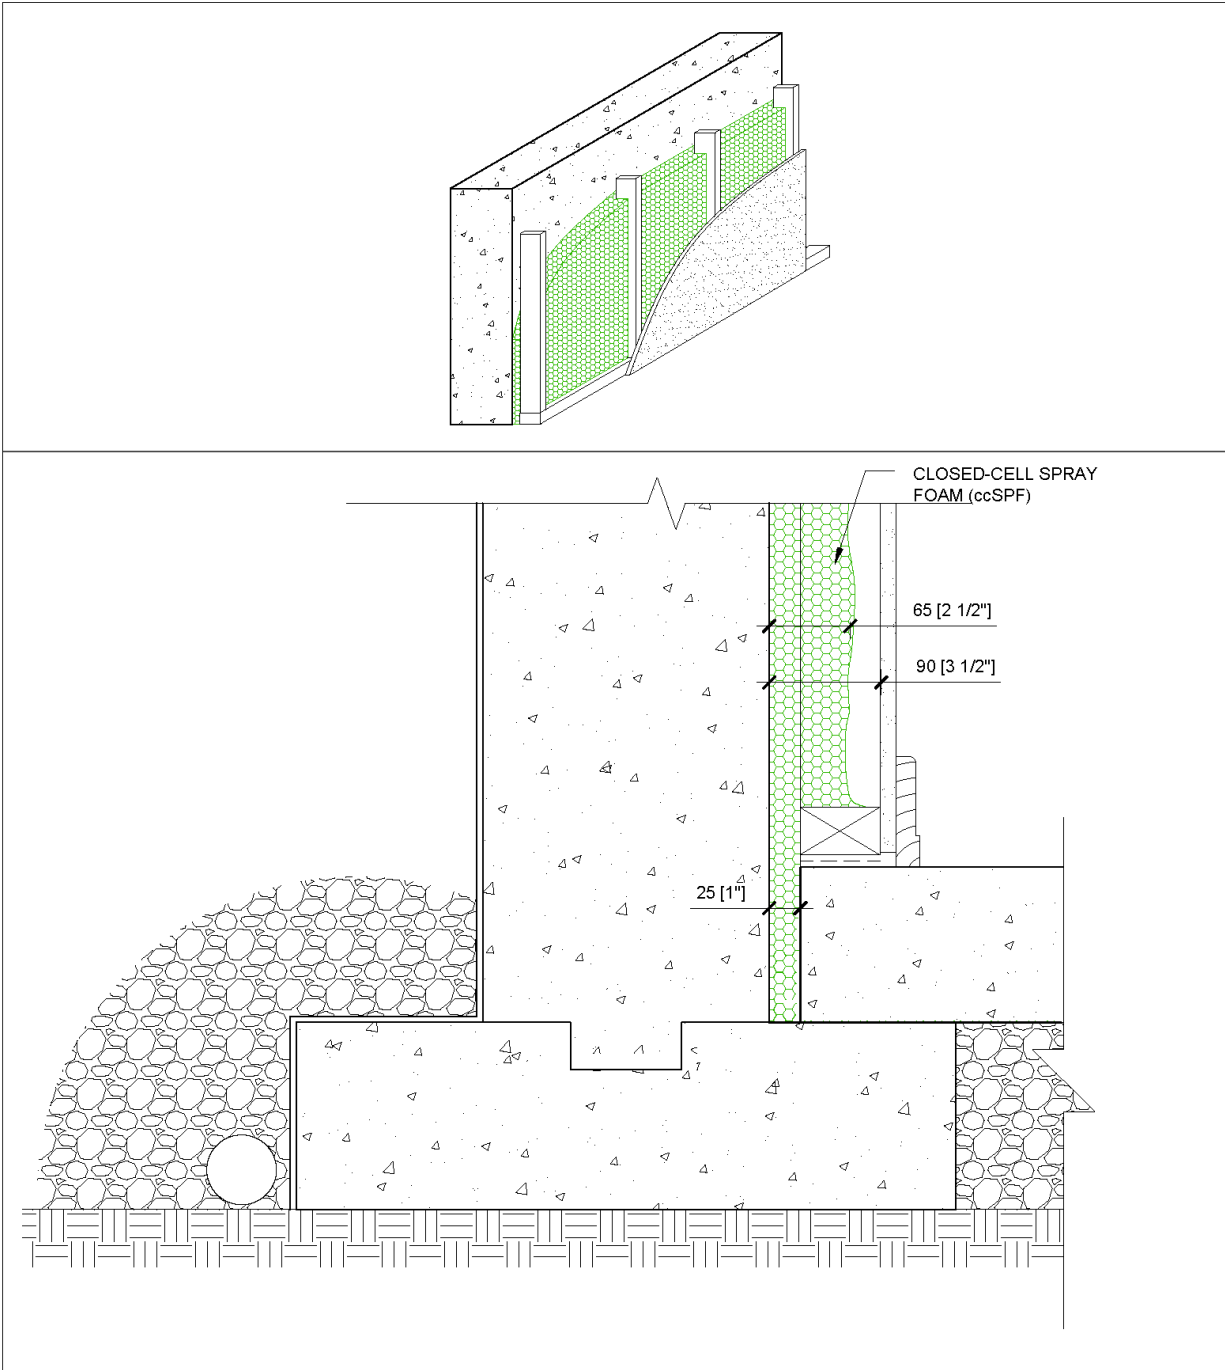 CLOSED-CELL SPRAY
FOAM (ccSPF)
65 [2 1/2"]
90 [3 1/2"]
25 [1"]